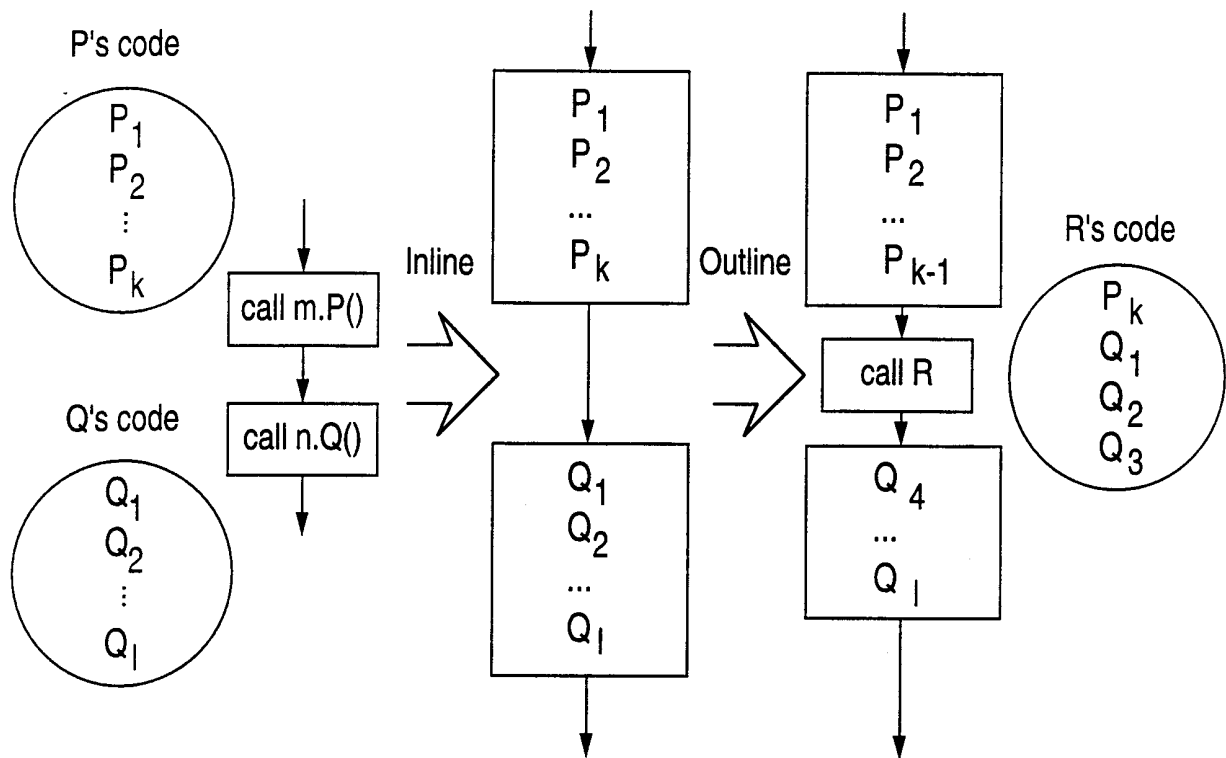 P's code
P₁
P₂
...
Pₖ
call m.P()
call n.Q()
Q's code
Q₁
Q₂
...
Qₗ
Inline
P₁
P₂
...
Pₖ
Q₁
Q₂
...
Qₗ
Outline
P₁
P₂
...
Pₖ₋₁
call R
Q₄
...
Qₗ
R's code
Pₖ
Q₁
Q₂
Q₃